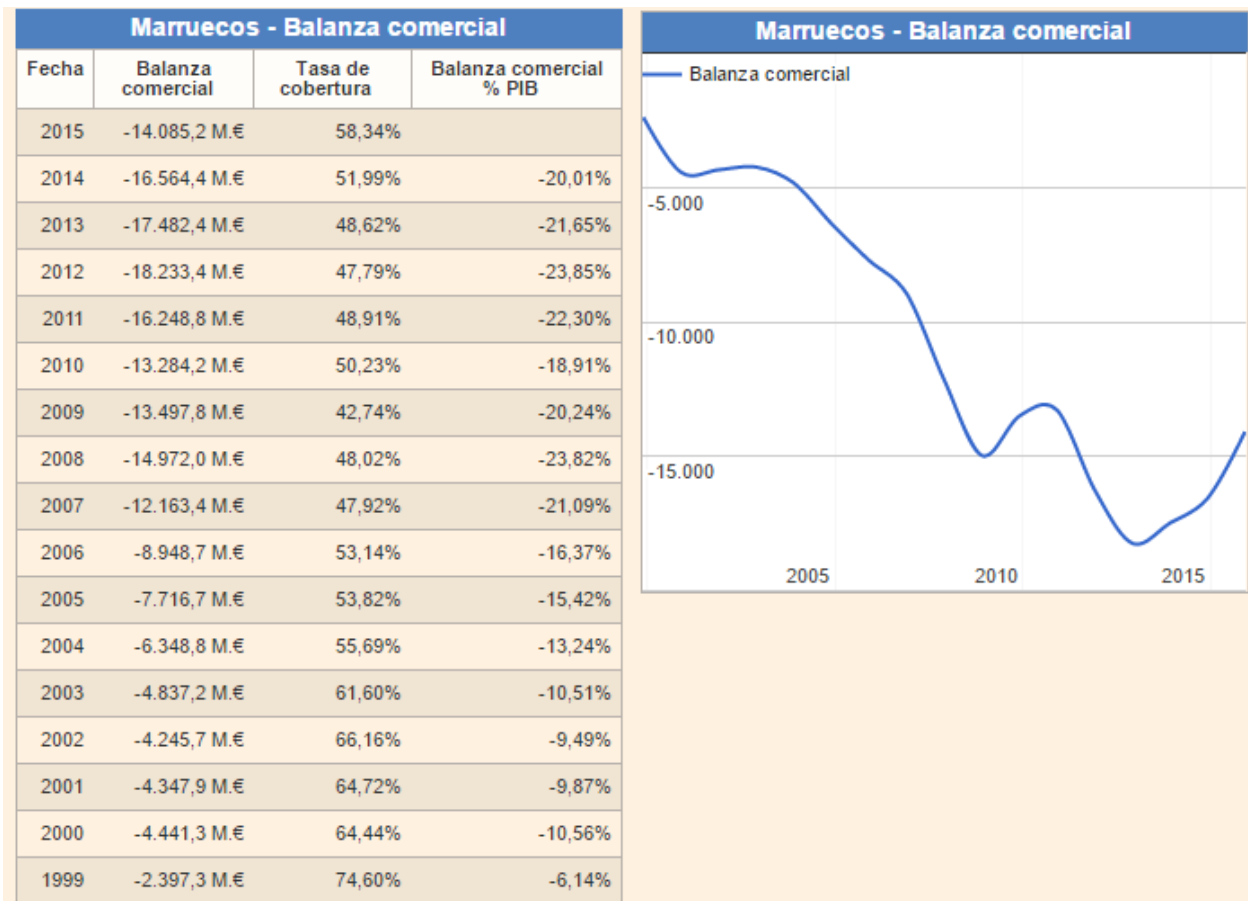 Marruecos - Balanza comercial
Fecha Balanza comercial Tasa de cobertura Balanza comercial % PIB
2015 -14.085,2 M.€ 58,34%
2014 -16.564,4 M.€ 51,99% -20,01%
2013 -17.482,4 M.€ 48,62% -21,65%
2012 -18.233,4 M.€ 47,79% -23,85%
2011 -16.248,8 M.€ 48,91% -22,30%
2010 -13.284,2 M.€ 50,23% -18,91%
2009 -13.497,8 M.€ 42,74% -20,24%
2008 -14.972,0 M.€ 48,02% -23,82%
2007 -12.163,4 M.€ 47,92% -21,09%
2006 -8.948,7 M.€ 53,14% -16,37%
2005 -7.716,7 M.€ 53,82% -15,42%
2004 -6.348,8 M.€ 55,69% -13,24%
2003 -4.837,2 M.€ 61,60% -10,51%
2002 -4.245,7 M.€ 66,16% -9,49%
2001 -4.347,9 M.€ 64,72% -9,87%
2000 -4.441,3 M.€ 64,44% -10,56%
1999 -2.397,3 M.€ 74,60% -6,14%
Marruecos - Balanza comercial
Balanza comercial
-5.000
-10.000
-15.000
2005 2010 2015